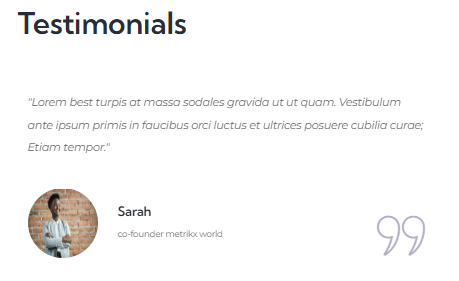 Testimonials
"Lorem best turpis at massa sodales gravida ut ut quam. Vestibulum
ante ipsum primis in faucibus orci luctus et ultrices posuere cubilia curae;
Etiam tempor."
Sarah
co-founder metrikx world